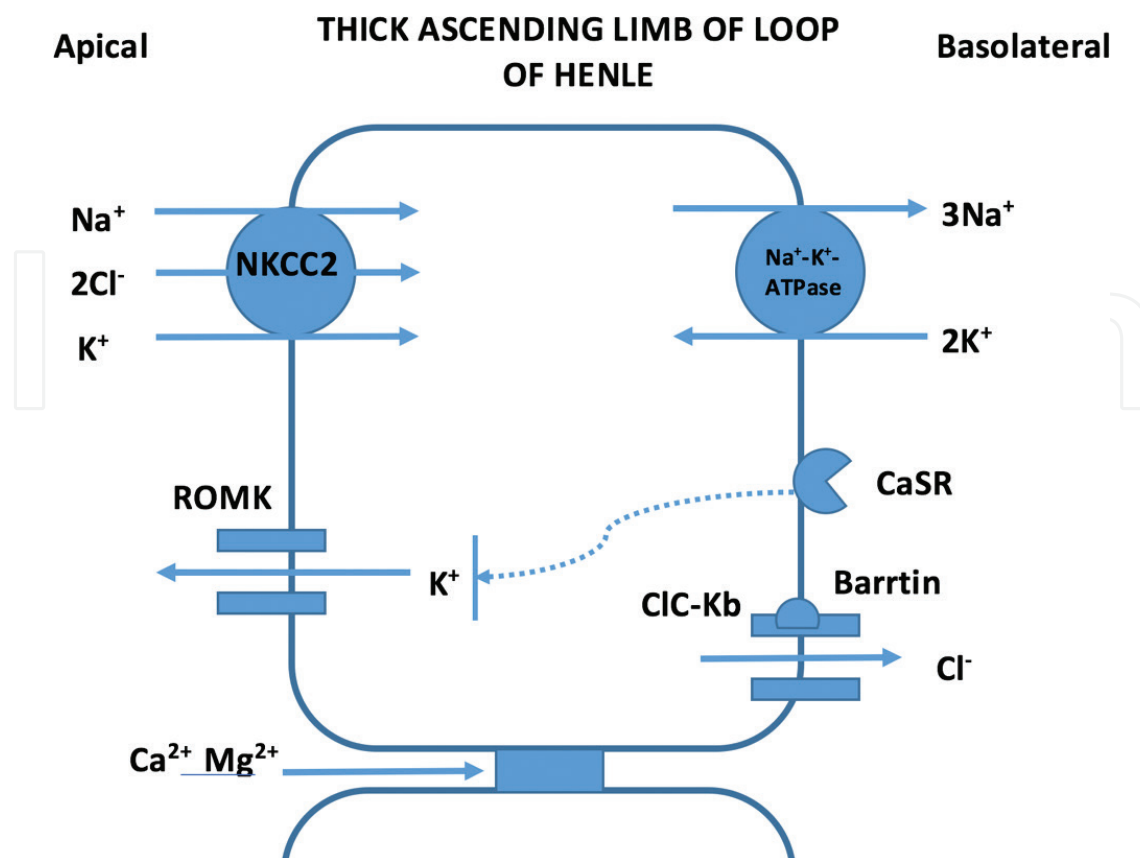 Apical
THICK ASCENDING LIMB OF LOOP
OF HENLE
Basolateral
Na⁺
2Cl⁻
K⁺
NKCC2
Na⁺-K⁺-
ATPase
3Na⁺
2K⁺
ROMK
K⁺
CaSR
ClC-Kb
Barrtin
Cl⁻
Ca²⁺ Mg²⁺